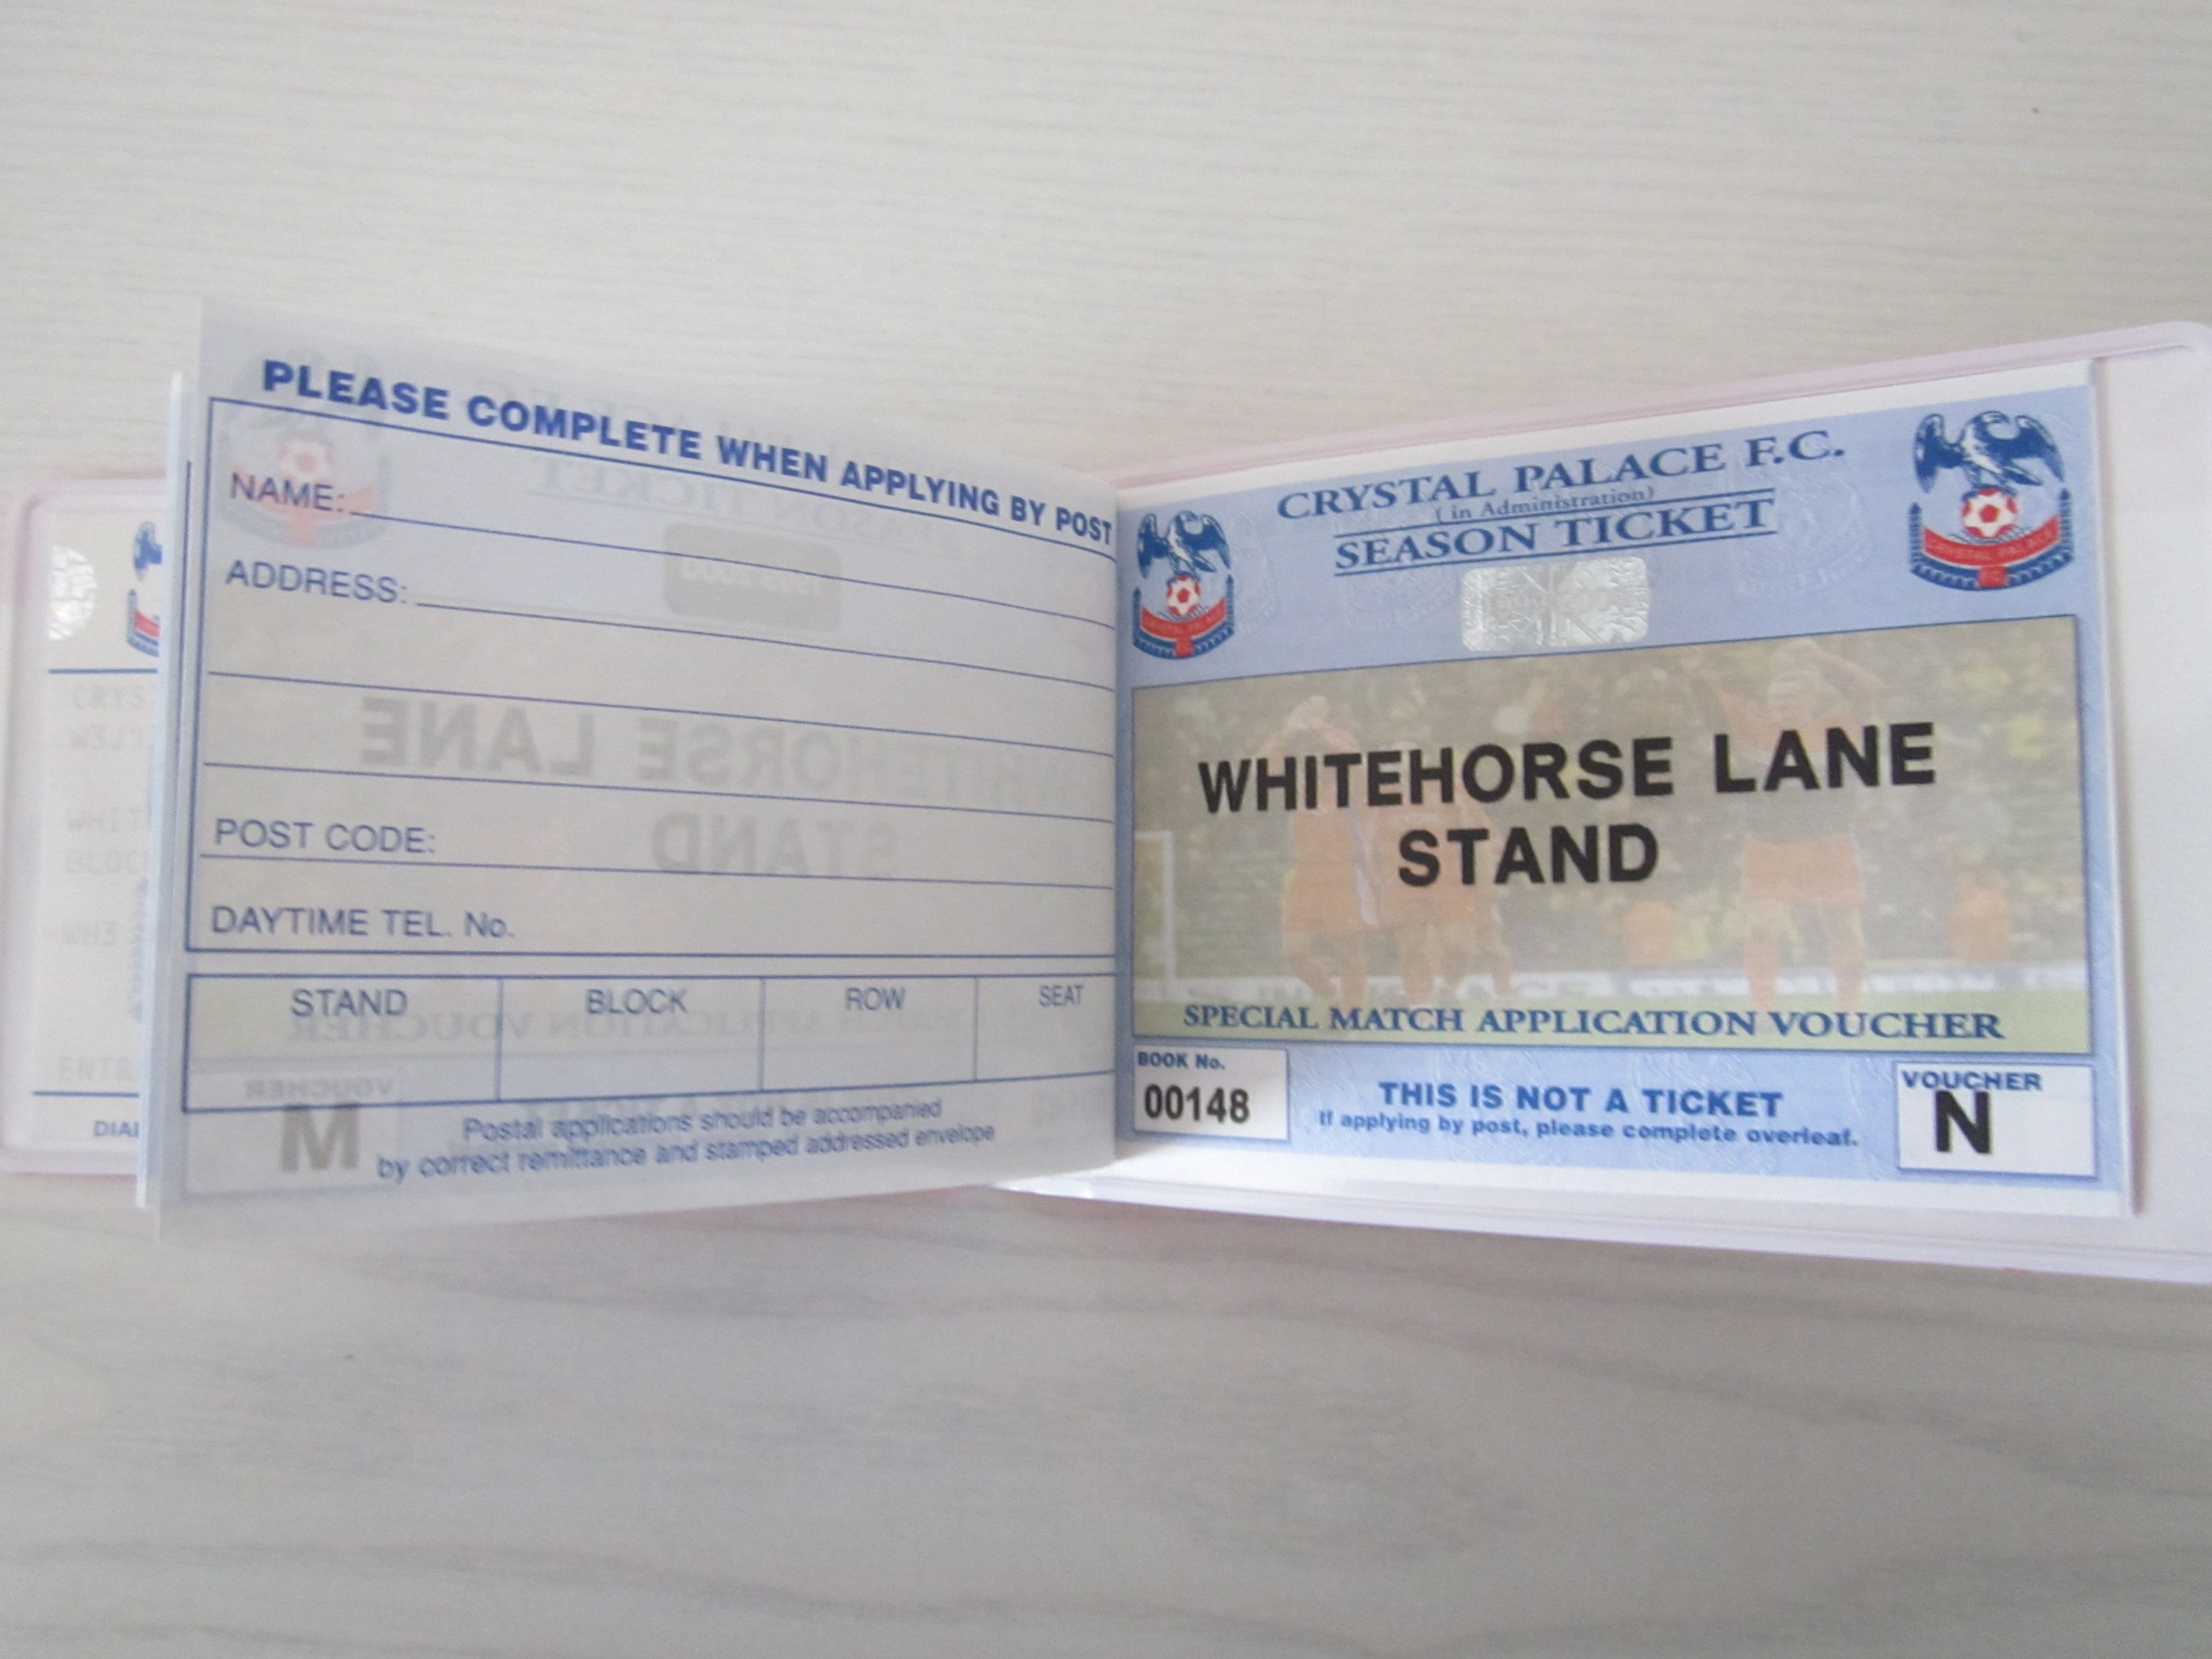 PLEASE COMPLETE WHEN APPLYING BY POST
NAME:
ADDRESS:
POST CODE:
DAYTIME TEL. No.
STAND BLOCK ROW SEAT
Postal applications should be accompanied
by correct remittance and stamped addressed envelope
CRYSTAL PALACE F.C.
( in Administration)
SEASON TICKET
WHITEHORSE LANE
STAND
SPECIAL MATCH APPLICATION VOUCHER
BOOK No.
00148
THIS IS NOT A TICKET
If applying by post, please complete overleaf.
VOUCHER
N
CRYSTAL PALACE